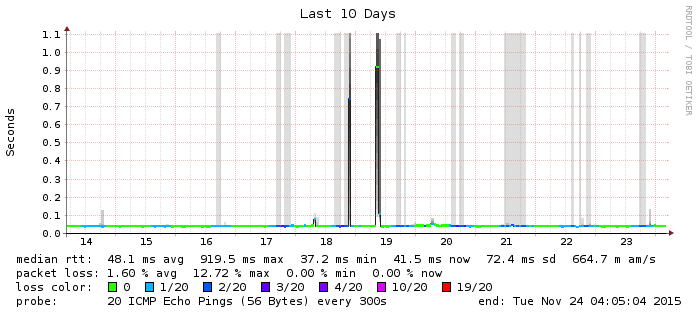 Last 10 Days
RRDTOOL / TOBI OETIKER
Seconds
1.1
1.0
0.9
0.8
0.7
0.6
0.5
0.4
0.3
0.2
0.1
0.0
14 15 16 17 18 19 20 21 22 23
median rtt: 48.1 ms avg 919.5 ms max 37.2 ms min 41.5 ms now 72.4 ms sd 664.7 m am/s
packet loss: 1.60 % avg 12.72 % max 0.00 % min 0.00 % now
loss color: 0 1/20 2/20 3/20 4/20 10/20 19/20
probe: 20 ICMP Echo Pings (56 Bytes) every 300s end: Tue Nov 24 04:05:04 2015